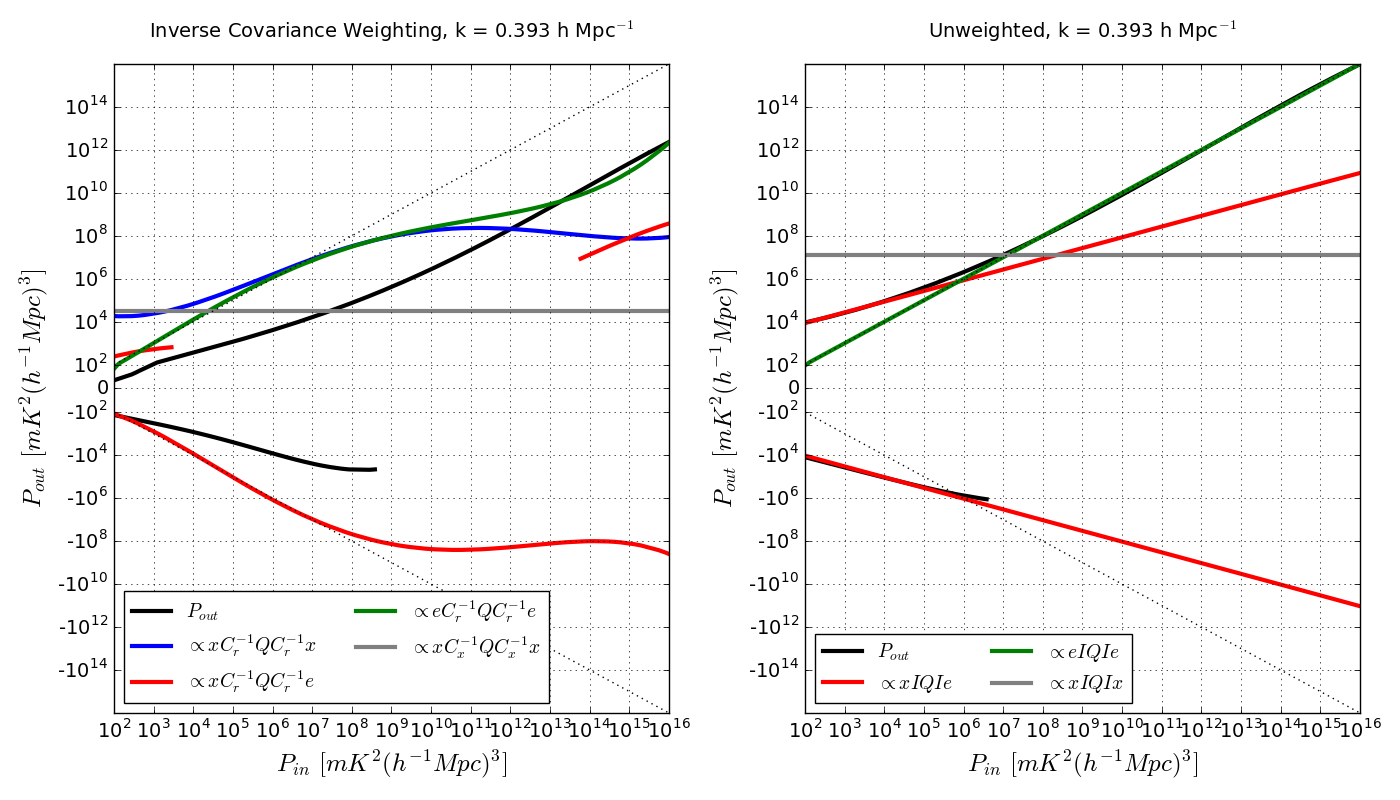 Inverse Covariance Weighting, k = 0.393 h Mpc⁻¹
10¹⁴
10¹²
10¹⁰
10⁸
10⁶
10⁴
10²
0
-10²
-10⁴
-10⁶
-10⁸
-10¹⁰
-10¹²
-10¹⁴
P_out [mK²(h⁻¹Mpc)³]
P_out
∝xC_r⁻¹QC_r⁻¹x
∝xC_r⁻¹QC_r⁻¹e
∝eC_r⁻¹QC_r⁻¹e
∝xC_x⁻¹QC_x⁻¹x
10² 10³ 10⁴ 10⁵ 10⁶ 10⁷ 10⁸ 10⁹ 10¹⁰ 10¹¹ 10¹² 10¹³ 10¹⁴ 10¹⁵ 10¹⁶
P_in [mK²(h⁻¹Mpc)³]
Unweighted, k = 0.393 h Mpc⁻¹
10¹⁴
10¹²
10¹⁰
10⁸
10⁶
10⁴
10²
0
-10²
-10⁴
-10⁶
-10⁸
-10¹⁰
-10¹²
-10¹⁴
P_out [mK²(h⁻¹Mpc)³]
P_out
∝xIQIe
∝eIQIe
∝xIQIx
10² 10³ 10⁴ 10⁵ 10⁶ 10⁷ 10⁸ 10⁹ 10¹⁰ 10¹¹ 10¹² 10¹³ 10¹⁴ 10¹⁵ 10¹⁶
P_in [mK²(h⁻¹Mpc)³]